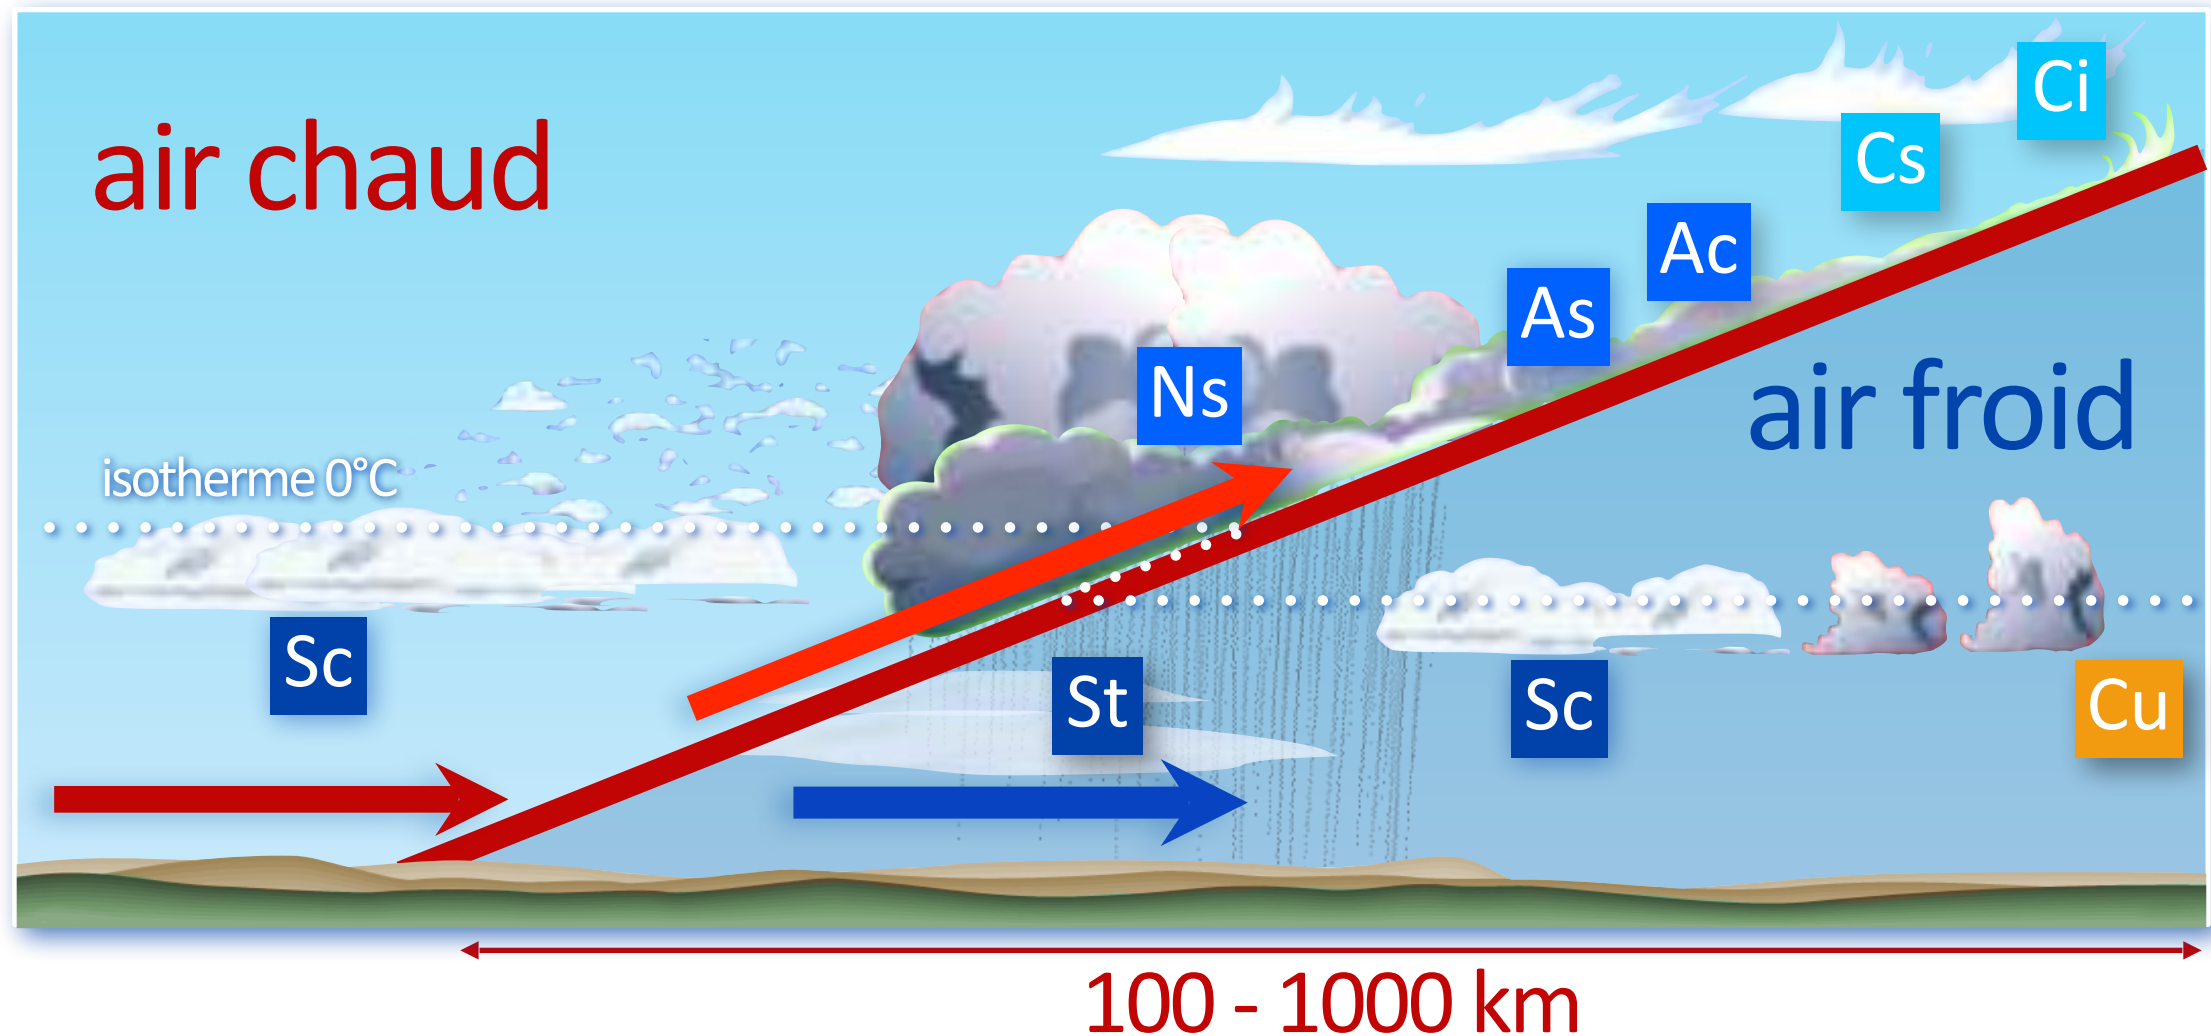 Ci
air chaud
Cs
Ac
As
Ns
air froid
isotherme 0°C
Sc
St
Sc
Cu
100 - 1000 km